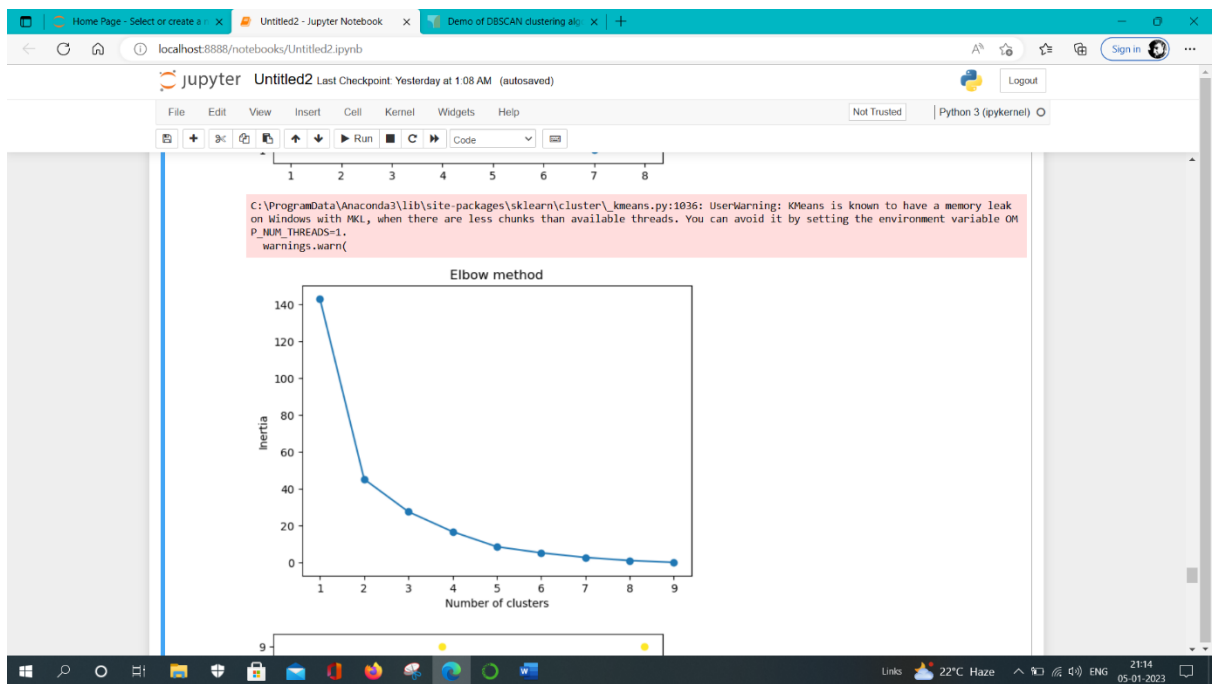 Home Page - Select or create a n
Untitled2 - Jupyter Notebook
Demo of DBSCAN clustering alg
localhost:8888/notebooks/Untitled2.ipynb
Sign in
jupyter Untitled2 Last Checkpoint: Yesterday at 1:08 AM (autosaved)
Logout
File Edit View Insert Cell Kernel Widgets Help
Not Trusted
Python 3 (ipykernel)
Run
Code
1
1 2 3 4 5 6 7 8
C:\ProgramData\Anaconda3\lib\site-packages\sklearn\cluster\_kmeans.py:1036: UserWarning: KMeans is known to have a memory leak
on Windows with MKL, when there are less chunks than available threads. You can avoid it by setting the environment variable OM
P_NUM_THREADS=1.
warnings.warn(
Elbow method
140
120
100
80
60
40
20
0
Inertia
1 2 3 4 5 6 7 8 9
Number of clusters
9
Links
22°C Haze
ENG
21:14
05-01-2023